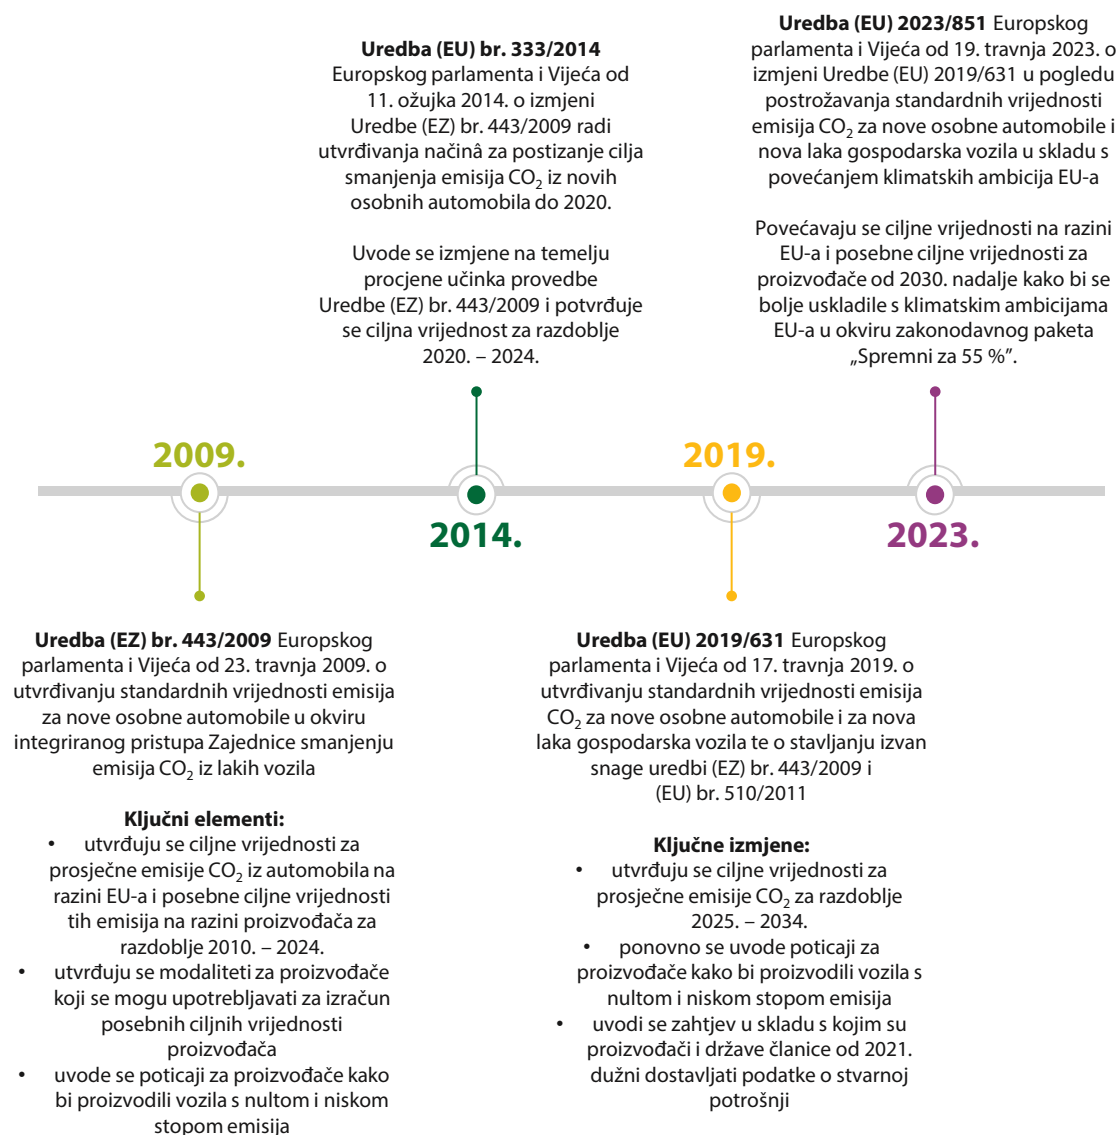 Uredba (EU) br. 333/2014
Europskog parlamenta i Vijeća od
11. ožujka 2014. o izmjeni
Uredbe (EZ) br. 443/2009 radi
utvrđivanja načinâ za postizanje cilja
smanjenja emisija CO₂ iz novih
osobnih automobila do 2020.
Uvode se izmjene na temelju
procjene učinka provedbe
Uredbe (EZ) br. 443/2009 i potvrđuje
se ciljna vrijednost za razdoblje
2020. – 2024.
Uredba (EU) 2023/851 Europskog
parlamenta i Vijeća od 19. travnja 2023. o
izmjeni Uredbe (EU) 2019/631 u pogledu
postrožavanja standardnih vrijednosti
emisija CO₂ za nove osobne automobile i
nova laka gospodarska vozila u skladu s
povećanjem klimatskih ambicija EU-a
Povećavaju se ciljne vrijednosti na razini
EU-a i posebne ciljne vrijednosti za
proizvođače od 2030. nadalje kako bi se
bolje uskladile s klimatskim ambicijama
EU-a u okviru zakonodavnog paketa
„Spremni za 55 %”.
2009.
2014.
2019.
2023.
Uredba (EZ) br. 443/2009 Europskog
parlamenta i Vijeća od 23. travnja 2009. o
utvrđivanju standardnih vrijednosti emisija
za nove osobne automobile u okviru
integriranog pristupa Zajednice smanjenju
emisija CO₂ iz lakih vozila
Ključni elementi:
• utvrđuju se ciljne vrijednosti za
prosječne emisije CO₂ iz automobila na
razini EU-a i posebne ciljne vrijednosti
tih emisija na razini proizvođača za
razdoblje 2010. – 2024.
• utvrđuju se modaliteti za proizvođače
koji se mogu upotrebljavati za izračun
posebnih ciljnih vrijednosti
proizvođača
• uvode se poticaji za proizvođače kako
bi proizvodili vozila s nultom i niskom
stopom emisija
Uredba (EU) 2019/631 Europskog
parlamenta i Vijeća od 17. travnja 2019. o
utvrđivanju standardnih vrijednosti emisija
CO₂ za nove osobne automobile i za nova
laka gospodarska vozila te o stavljanju izvan
snage uredbi (EZ) br. 443/2009 i
(EU) br. 510/2011
Ključne izmjene:
• utvrđuju se ciljne vrijednosti za
prosječne emisije CO₂ za razdoblje
2025. – 2034.
• ponovno se uvode poticaji za
proizvođače kako bi proizvodili vozila s
nultom i niskom stopom emisija
• uvodi se zahtjev u skladu s kojim su
proizvođači i države članice od 2021.
dužni dostavljati podatke o stvarnoj
potrošnji